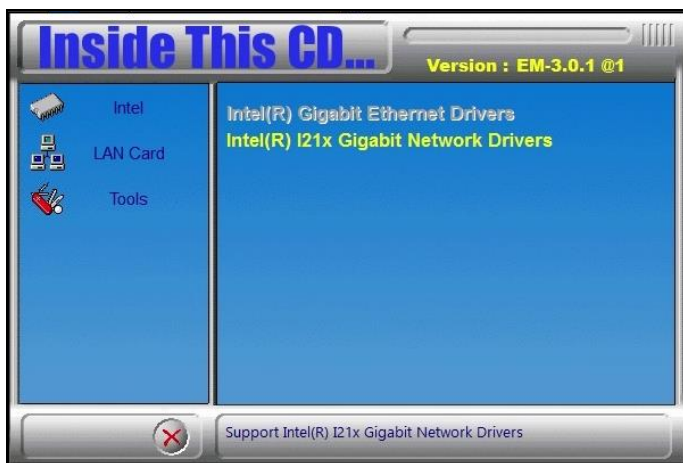 Inside This CD...
Version : EM-3.0.1 @1
Intel
LAN Card
Tools
Intel(R) Gigabit Ethernet Drivers
Intel(R) I21x Gigabit Network Drivers
Support Intel(R) I21x Gigabit Network Drivers